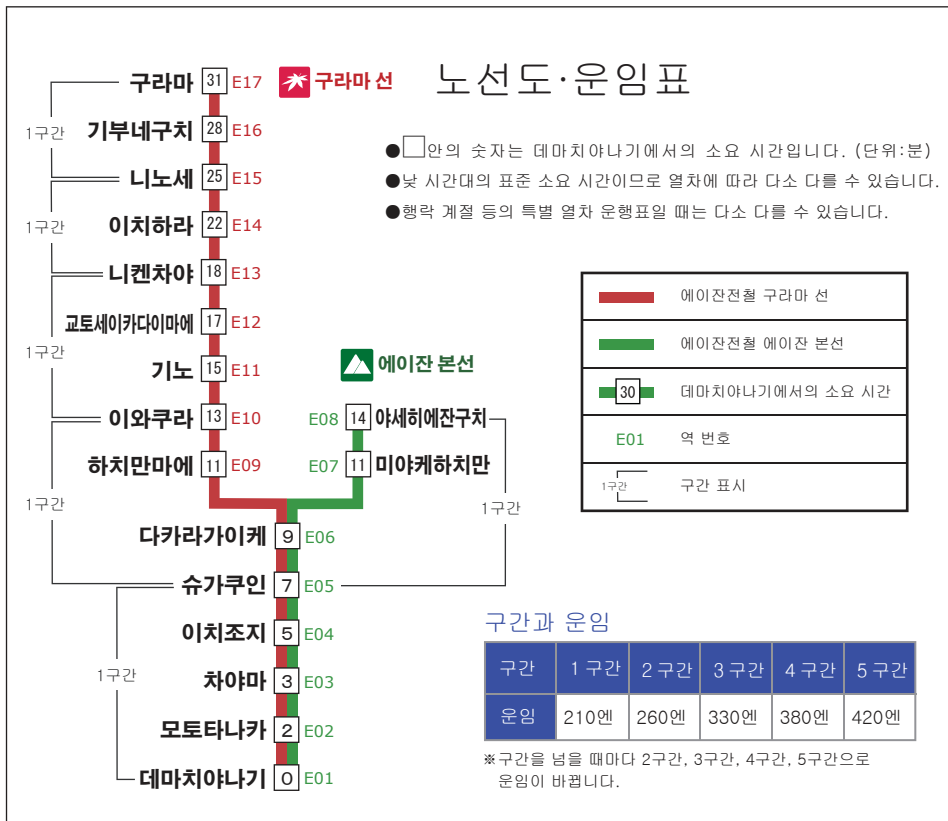 노선도·운임표
구라마 31 E17 구라마 선
1구간
기부네구치 28 E16
니노세 25 E15
1구간
이치하라 22 E14
니켄차야 18 E13
교토세이카다이마에 17 E12
1구간
기노 15 E11
이와쿠라 13 E10
하치만마에 11 E09
1구간
에이잔 본선
E08 14 야세히에잔구치
E07 11 미야케하치만
1구간
다카라가이케 9 E06
슈가쿠인 7 E05
이치조지 5 E04
1구간
차야마 3 E03
모토타나카 2 E02
데마치야나기 0 E01
●□안의 숫자는 데마치야나기에서의 소요 시간입니다. (단위:분)
●낮 시간대의 표준 소요 시간이므로 열차에 따라 다소 다를 수 있습니다.
●행락 계절 등의 특별 열차 운행표일 때는 다소 다를 수 있습니다.
에이잔전철 구라마 선
에이잔전철 에이잔 본선
30 데마치야나기에서의 소요 시간
E01 역 번호
1구간 구간 표시
구간과 운임
구간 1구간 2구간 3구간 4구간 5구간
운임 210엔 260엔 330엔 380엔 420엔
※구간을 넘을 때마다 2구간, 3구간, 4구간, 5구간으로
운임이 바뀝니다.